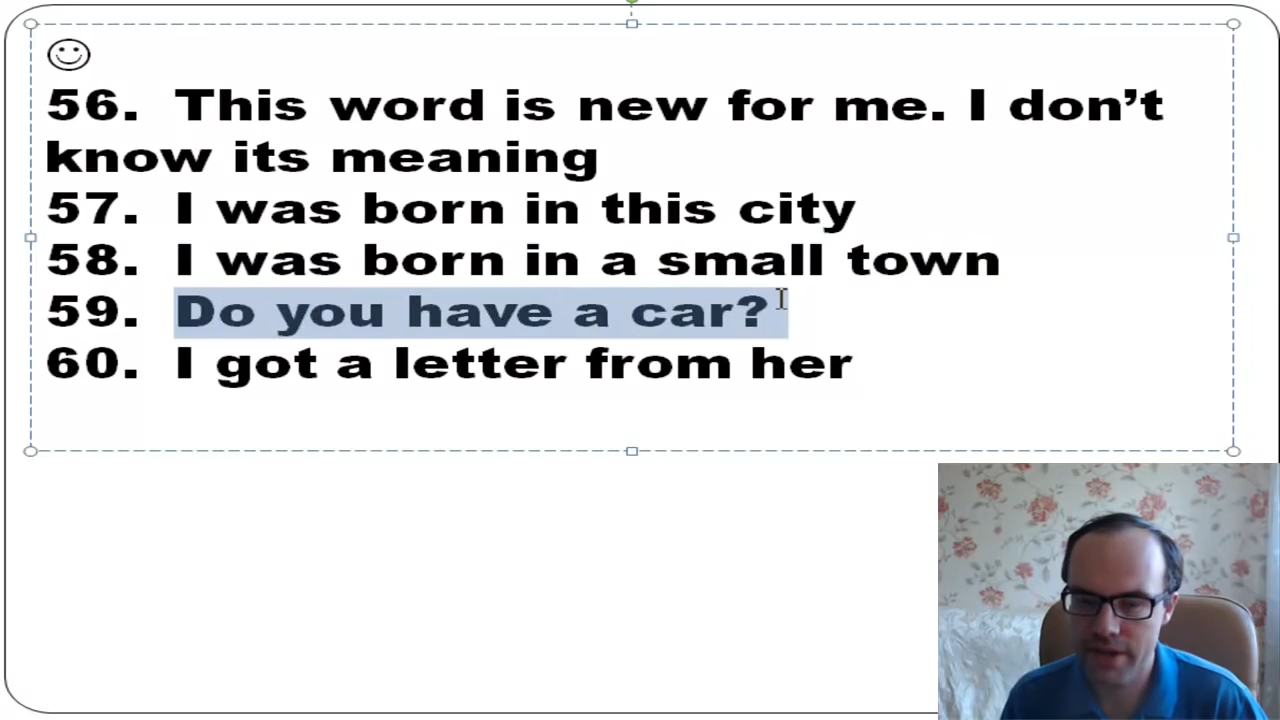 56. This word is new for me. I don’t
know its meaning
57. I was born in this city
58. I was born in a small town
59. Do you have a car?
60. I got a letter from her